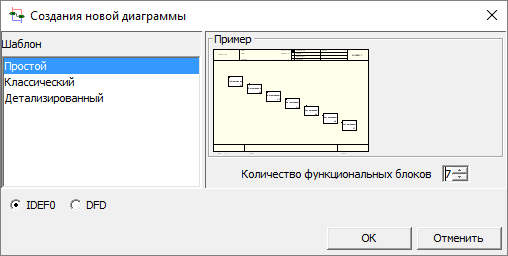 Создания новой диаграммы
Шаблон
Простой
Классический
Детализированный
Пример
Количество функциональных блоков 7
IDEF0 DFD
OK Отменить